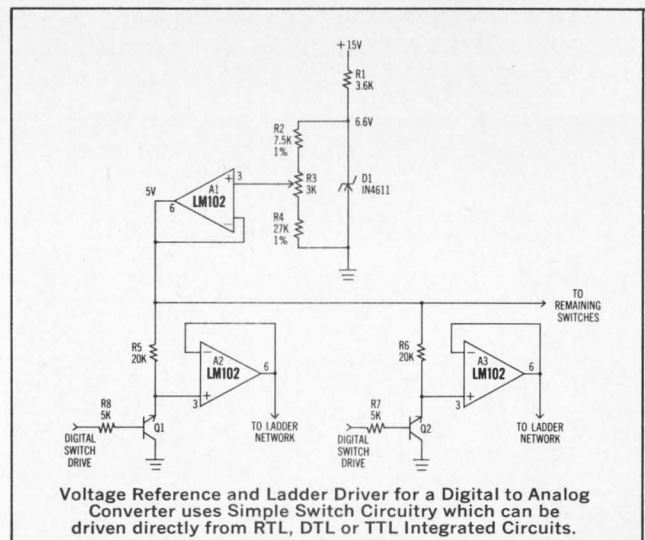 +15V
R1
3.6K
6.6V
R2
7.5K
1%
R3
3K
D1
IN4611
R4
27K
1%
5V
6
A1
LM102
+
3
−
TO
REMAINING
SWITCHES
R5
20K
−
A2
LM102
6
+
3
R8
5K
Q1
DIGITAL
SWITCH
DRIVE
TO LADDER
NETWORK
R6
20K
−
A3
LM102
6
+
3
R7
5K
Q2
DIGITAL
SWITCH
DRIVE
TO LADDER
NETWORK
Voltage Reference and Ladder Driver for a Digital to Analog
Converter uses Simple Switch Circuitry which can be
driven directly from RTL, DTL or TTL Integrated Circuits.